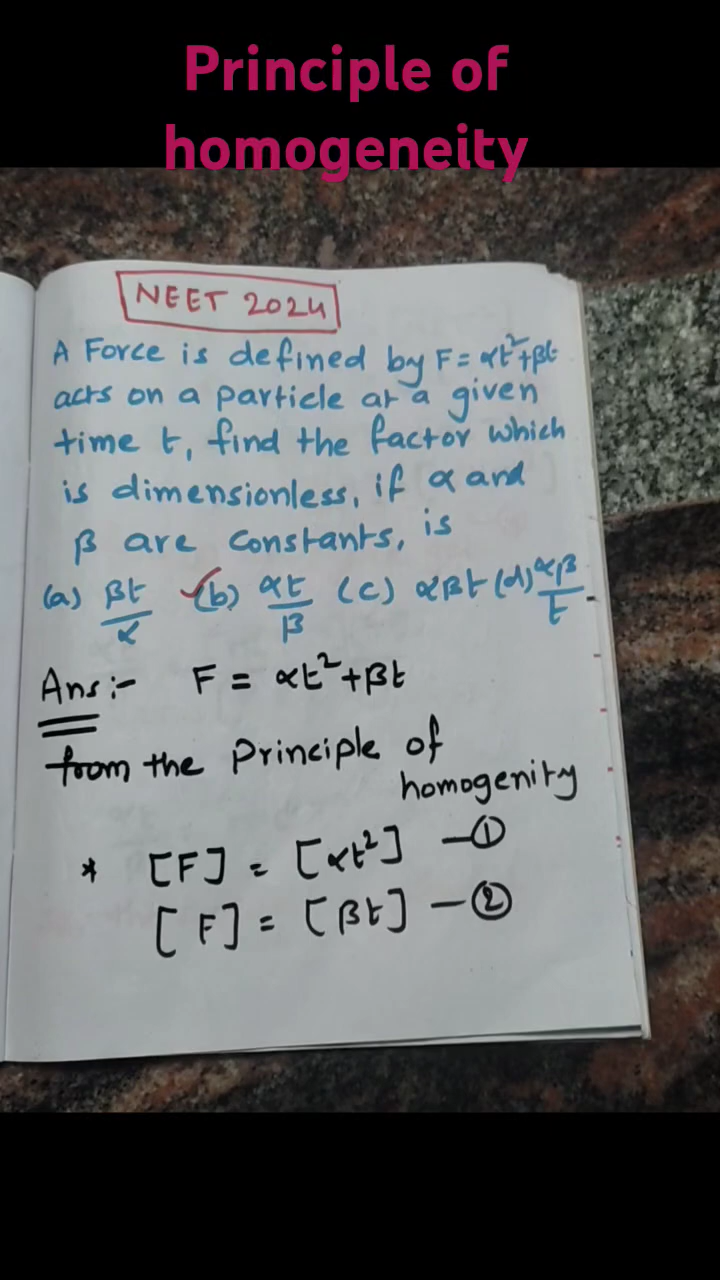 Principle of
homogeneity
NEET 2024
A Force is defined by F = αt²+βt
acts on a particle at a given
time t, find the factor which
is dimensionless, if α and
β are constants, is
(a) βt/α (b) αt/β (c) αβt (d) αβ/t
Ans:- F = αt²+βt
from the Principle of
homogenity
* [F] = [αt²] —①
[F] = [βt] —②